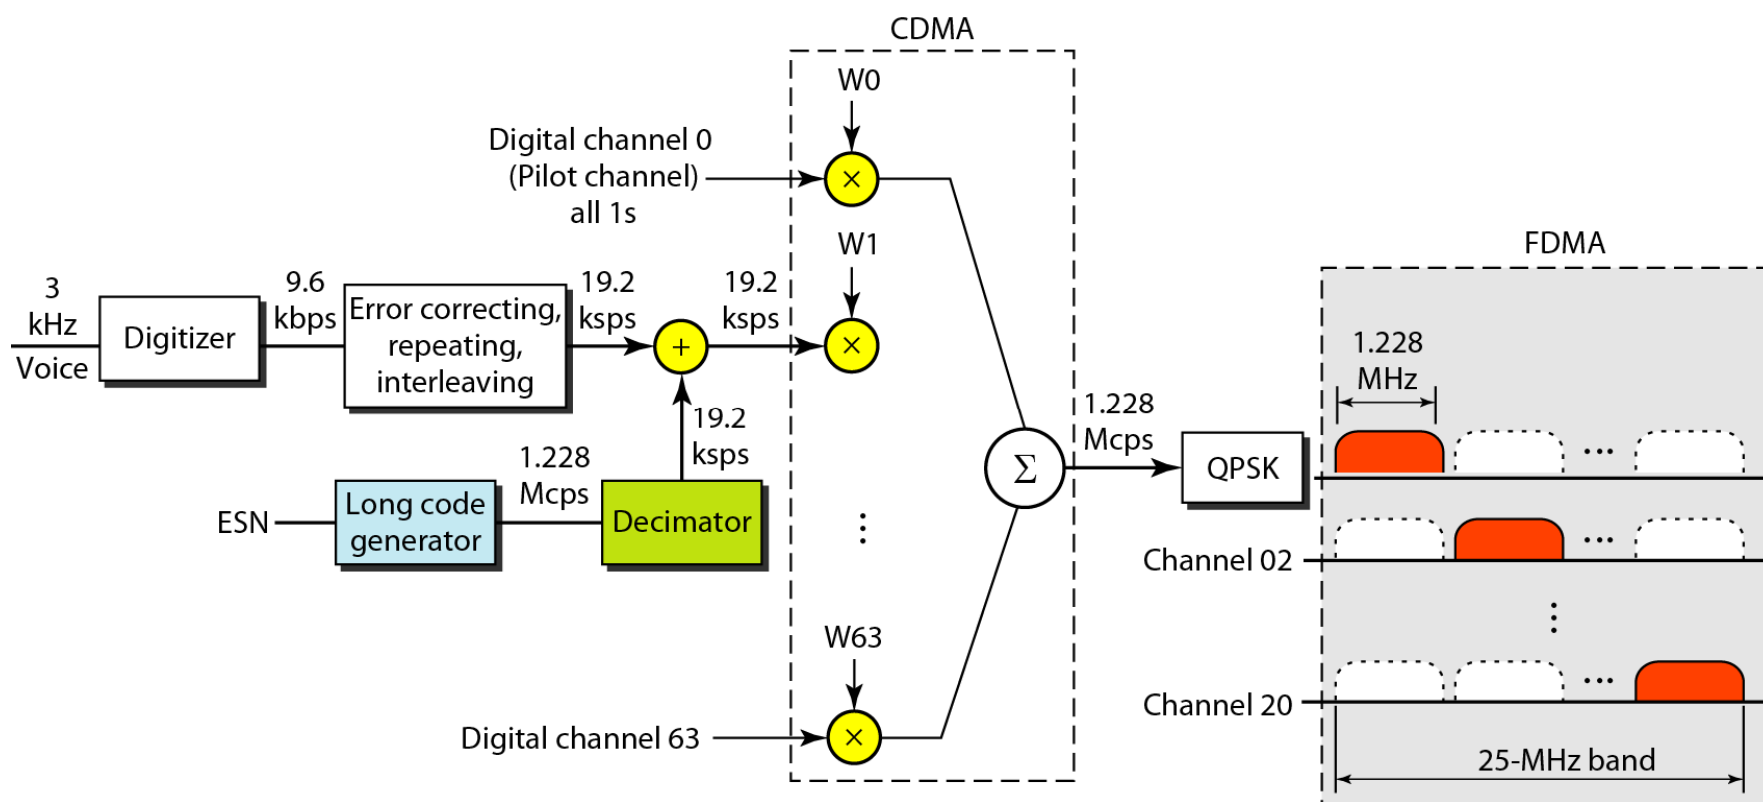 CDMA
W0
Digital channel 0
(Pilot channel)
all 1s
W1
FDMA
3
kHz
Voice
Digitizer
9.6
kbps
Error correcting,
repeating,
interleaving
19.2
ksps
+
19.2
ksps
×
×
1.228
MHz
19.2
ksps
1.228
Mcps
ESN
Long code
generator
Decimator
Σ
1.228
Mcps
QPSK
...
Channel 02
...
W63
Digital channel 63
×
Channel 20
...
25-MHz band